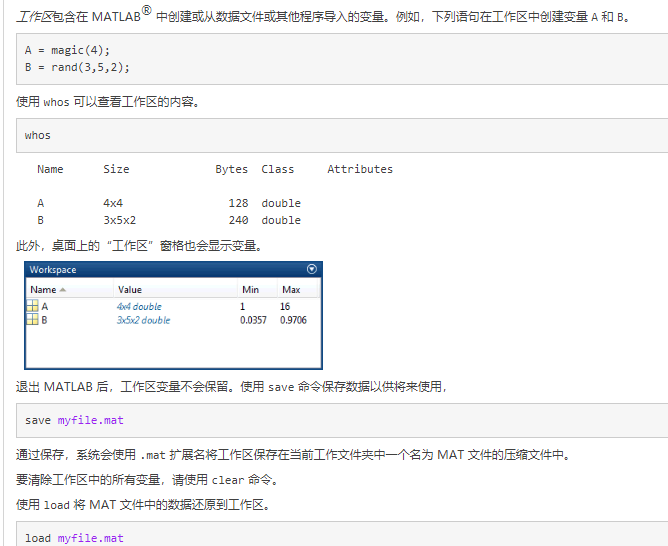 工作区包含在 MATLAB® 中创建或从数据文件或其他程序导入的变量。例如，下列语句在工作区中创建变量 A 和 B。
A = magic(4);
B = rand(3,5,2);
使用 whos 可以查看工作区的内容。
whos
Name Size Bytes Class Attributes
A 4x4 128 double
B 3x5x2 240 double
此外，桌面上的“工作区”窗格也会显示变量。
Workspace
Name Value Min Max
A 4x4 double 1 16
B 3x5x2 double 0.0357 0.9706
退出 MATLAB 后，工作区变量不会保留。使用 save 命令保存数据以供将来使用，
save myfile.mat
通过保存，系统会使用 .mat 扩展名将工作区保存在当前工作文件夹中一个名为 MAT 文件的压缩文件中。
要清除工作区中的所有变量，请使用 clear 命令。
使用 load 将 MAT 文件中的数据还原到工作区。
load myfile.mat